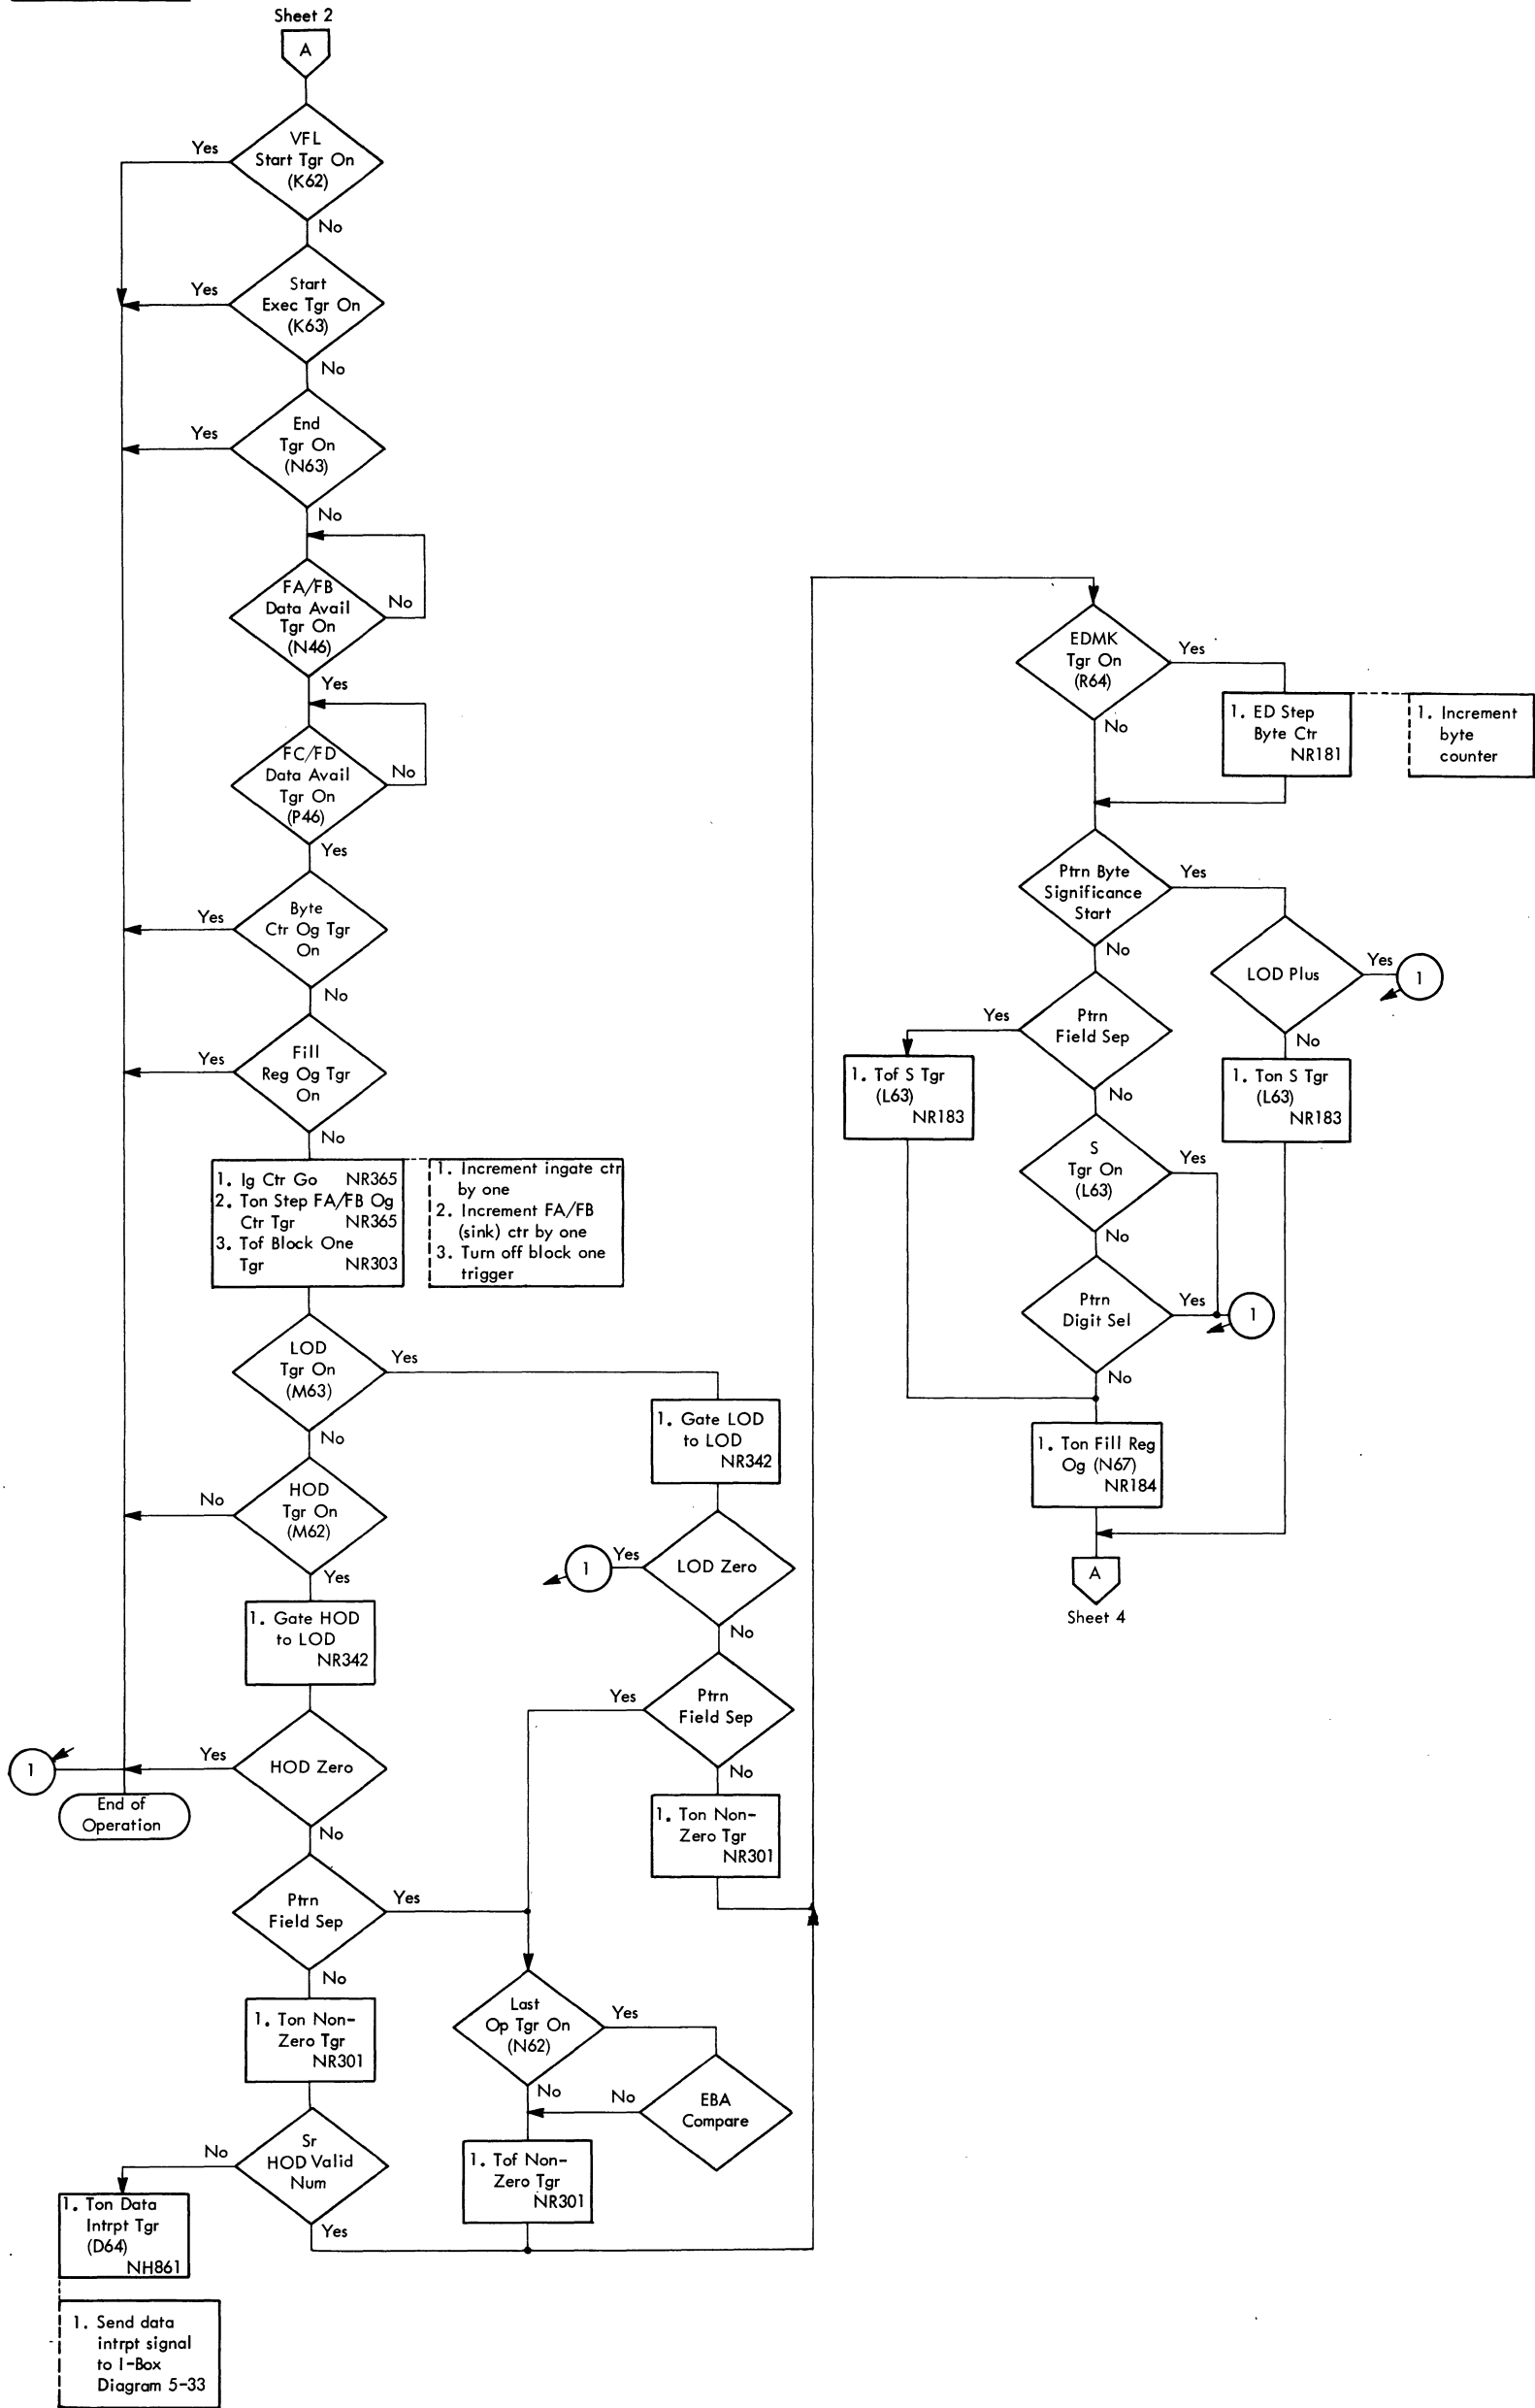 Sheet 2
A
VFL
Start Tgr On
(K62)
Yes
No
Start
Exec Tgr On
(K63)
Yes
No
End
Tgr On
(N63)
Yes
No
FA/FB
Data Avail
Tgr On
(N46)
No
Yes
FC/FD
Data Avail
Tgr On
(P46)
No
Yes
Byte
Ctr Og Tgr
On
Yes
No
Fill
Reg Og Tgr
On
Yes
No
1. Ig Ctr Go NR365
2. Ton Step FA/FB Og
Ctr Tgr NR365
3. Tof Block One
Tgr NR303
1. Increment ingate ctr
by one
2. Increment FA/FB
(sink) ctr by one
3. Turn off block one
trigger
LOD
Tgr On
(M63)
Yes
No
HOD
Tgr On
(M62)
No
Yes
1. Gate HOD
to LOD
NR342
HOD Zero
Yes
1
End of
Operation
No
Ptrn
Field Sep
Yes
No
1. Ton Non-
Zero Tgr
NR301
Sr
HOD Valid
Num
No
Yes
1. Ton Data
Intrpt Tgr
(D64)
NH861
1. Send data
intrpt signal
to I-Box
Diagram 5-33
1. Gate LOD
to LOD
NR342
LOD Zero
Yes
1
No
Ptrn
Field Sep
Yes
No
1. Ton Non-
Zero Tgr
NR301
Last
Op Tgr On
(N62)
Yes
No
EBA
Compare
No
1. Tof Non-
Zero Tgr
NR301
EDMK
Tgr On
(R64)
Yes
No
1. ED Step
Byte Ctr
NR181
1. Increment
byte
counter
Ptrn Byte
Significance
Start
Yes
No
LOD Plus
Yes
1
No
1. Ton S Tgr
(L63)
NR183
Ptrn
Field Sep
Yes
No
1. Tof S Tgr
(L63)
NR183
S
Tgr On
(L63)
Yes
No
Ptrn
Digit Sel
Yes
1
No
1. Ton Fill Reg
Og (N67)
NR184
A
Sheet 4